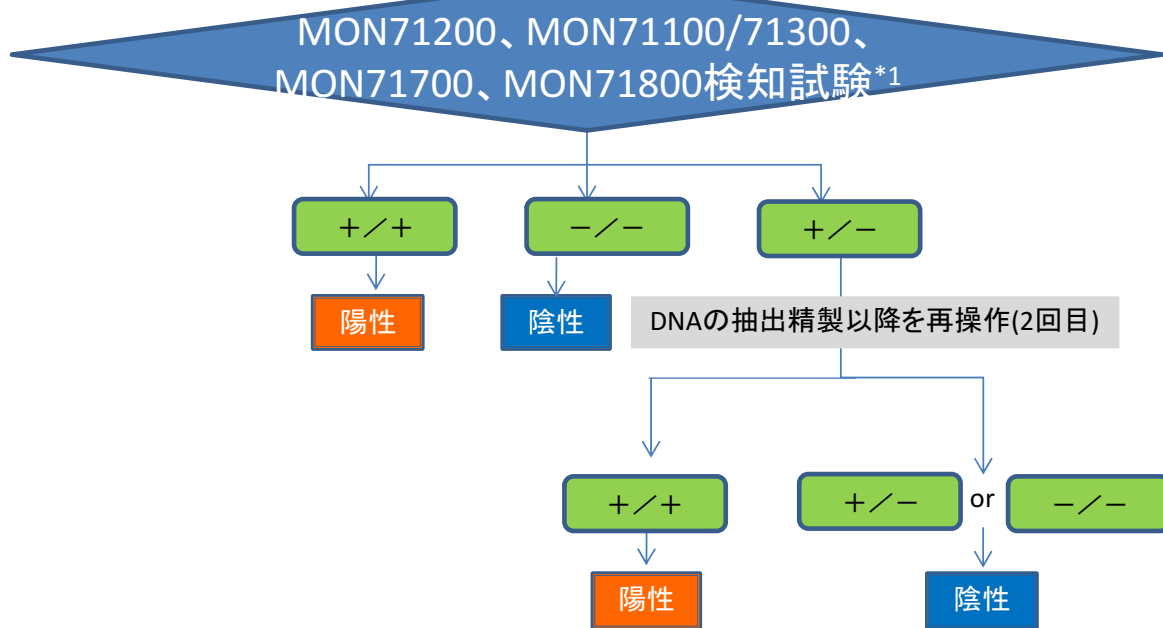 MON71200、MON71100/71300、
MON71700、MON71800検知試験*1
+/+
-/-
+/-
陽性
陰性
DNAの抽出精製以降を再操作(2回目)
+/+
+/-
or
-/-
陽性
陰性